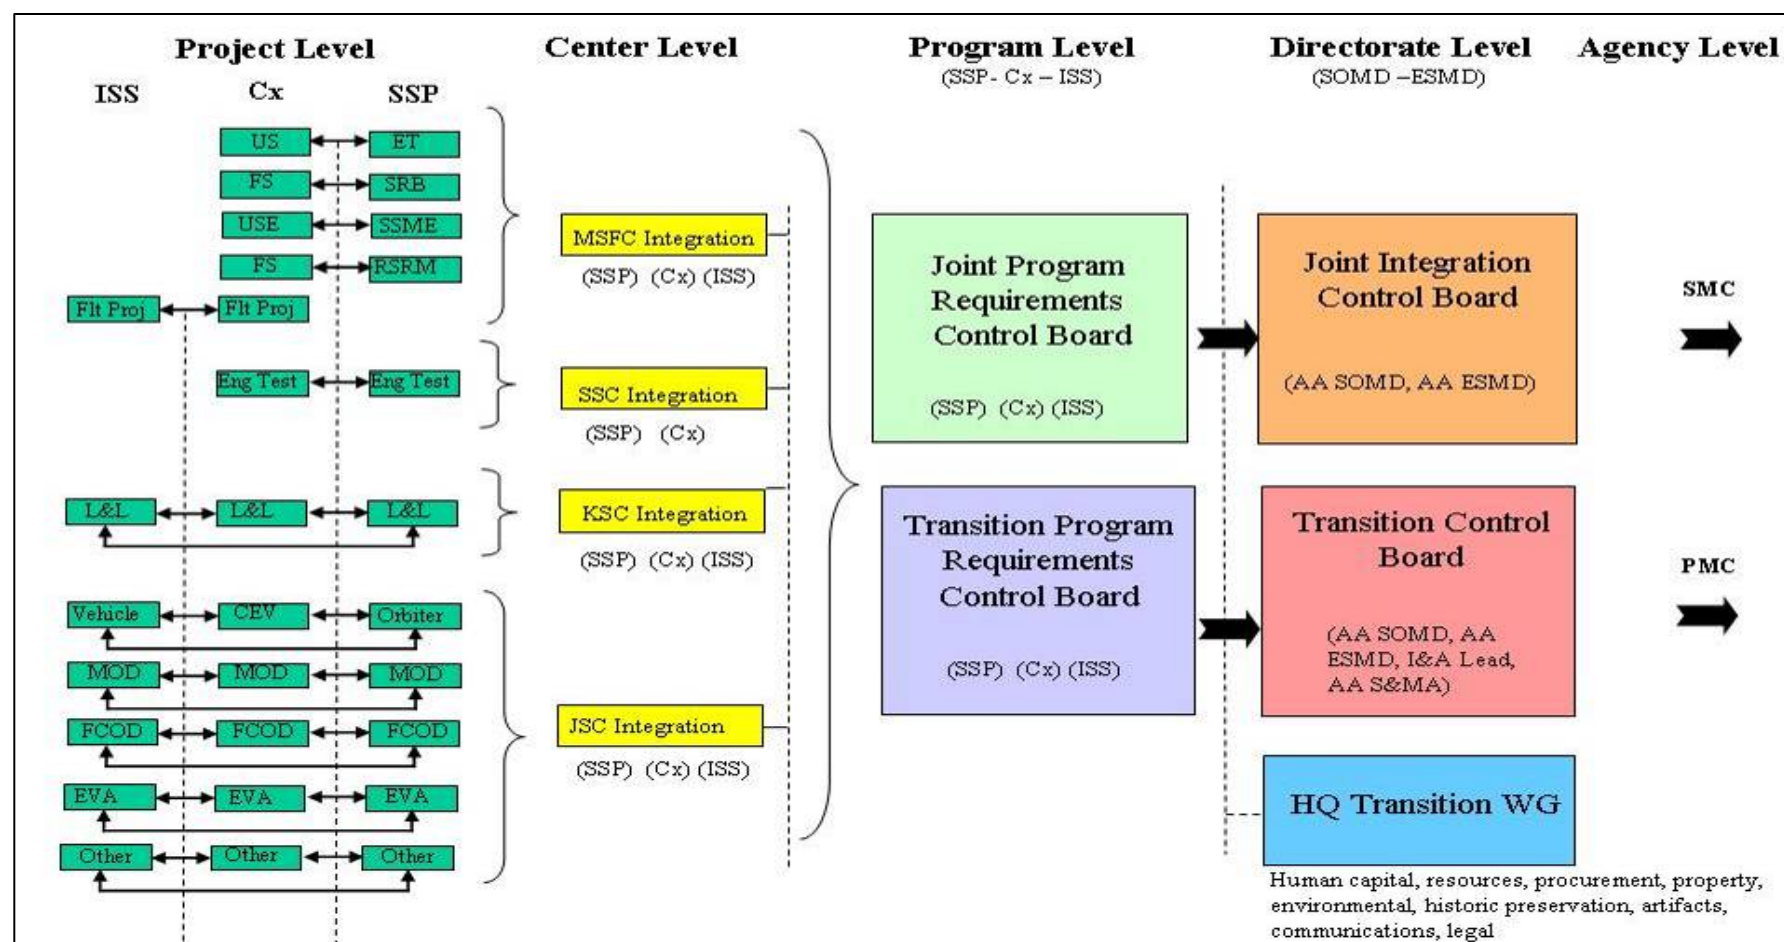 Project Level
Center Level
Program Level
(SSP- Cx – ISS)
Directorate Level
(SOMD –ESMD)
Agency Level
ISS
Cx
SSP
US
ET
FS
SRB
USE
SSME
FS
RSRM
Flt Proj
Flt Proj
Eng Test
Eng Test
L&L
L&L
L&L
Vehicle
CEV
Orbiter
MOD
MOD
MOD
FCOD
FCOD
FCOD
EVA
EVA
EVA
Other
Other
Other
MSFC Integration
(SSP) (Cx) (ISS)
SSC Integration
(SSP) (Cx)
KSC Integration
(SSP) (Cx) (ISS)
JSC Integration
(SSP) (Cx) (ISS)
Joint Program
Requirements
Control Board
(SSP) (Cx) (ISS)
Transition Program
Requirements
Control Board
(SSP) (Cx) (ISS)
Joint Integration
Control Board
(AA SOMD, AA ESMD)
Transition Control
Board
(AA SOMD, AA
ESMD, I&A Lead,
AA S&MA)
HQ Transition WG
Human capital, resources, procurement, property,
environmental, historic preservation, artifacts,
communications, legal
SMC
PMC